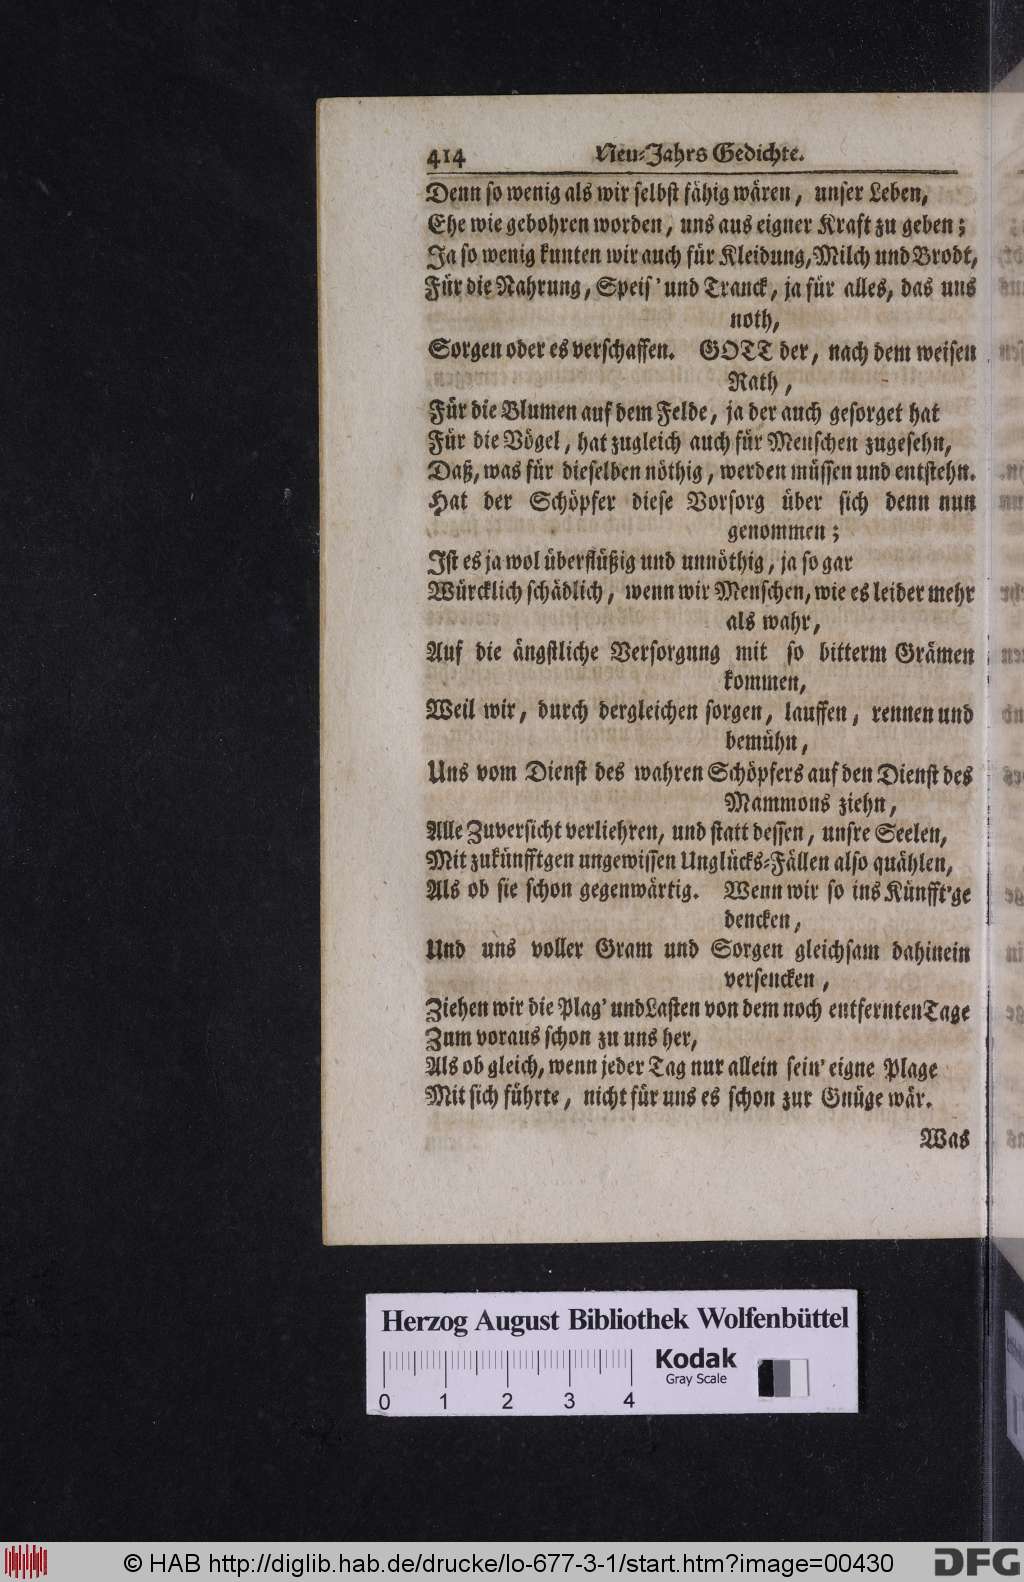 414 Neu-Jahrs Gedichte.
Denn so wenig als wir selbst fähig wären, unser Leben,
Ehe wie gebohren worden, uns aus eigner Kraft zu geben;
Ja so wenig kunten wir auch für Kleidung, Milch und Brodt,
Für die Nahrung, Speis' und Tranck, ja für alles, das uns
noth,
Sorgen oder es verschaffen. GOTT der, nach dem weisen
Rath,
Für die Blumen auf dem Felde, ja der auch gesorget hat
Für die Vögel, hat zugleich auch für Menschen zugesehn,
Daß, was für dieselben nöthig, werden müssen und entstehn.
Hat der Schöpfer diese Vorsorg über sich denn nun
genommen;
Ist es ja wol überflüßig und unnöthig, ja so gar
Würcklich schädlich, wenn wir Menschen, wie es leider mehr
als wahr,
Auf die ängstliche Versorgung mit so bitterm Grämen
kommen,
Weil wir, durch dergleichen sorgen, lauffen, rennen und
bemühn,
Uns vom Dienst des wahren Schöpfers auf den Dienst des
Mammons ziehn,
Alle Zuversicht verliehren, und statt dessen, unsre Seelen,
Mit zukünfftgen ungewissen Unglücks-Fällen also quählen,
Als ob sie schon gegenwärtig. Wenn wir so ins Künfft'ge
dencken,
Und uns voller Gram und Sorgen gleichsam dahinein
versencken,
Ziehen wir die Plag' und Lasten von dem noch entfernten Tage
Zum voraus schon zu uns her,
Als ob gleich, wenn jeder Tag nur allein sein' eigne Plage
Mit sich führte, nicht für uns es schon zur Gnüge wär.
Was
Herzog August Bibliothek Wolfenbüttel
Kodak
Gray Scale
0 1 2 3 4
© HAB http://diglib.hab.de/drucke/lo-677-3-1/start.htm?image=00430
DFG